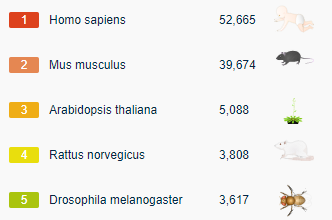 1 Homo sapiens 52,665
2 Mus musculus 39,674
3 Arabidopsis thaliana 5,088
4 Rattus norvegicus 3,808
5 Drosophila melanogaster 3,617